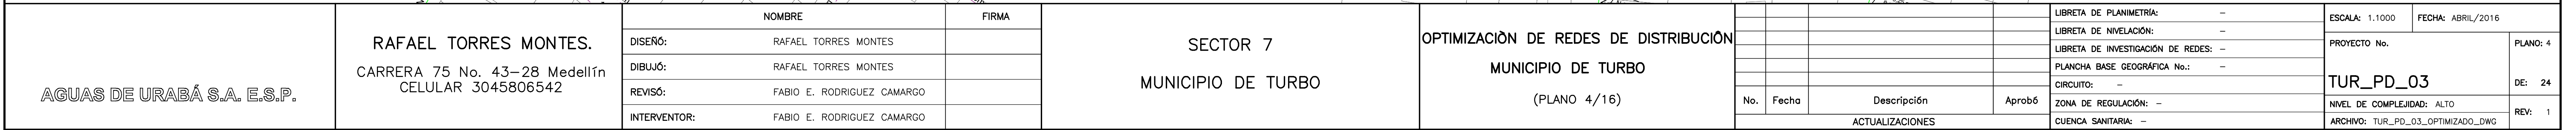 AGUAS DE URABÁ S.A. E.S.P.
RAFAEL TORRES MONTES.
CARRERA 75 No. 43-28 Medellín
CELULAR 3045806542
NOMBRE FIRMA
DISEÑÓ: RAFAEL TORRES MONTES
DIBUJÓ: RAFAEL TORRES MONTES
REVISÓ: FABIO E. RODRIGUEZ CAMARGO
INTERVENTOR: FABIO E. RODRIGUEZ CAMARGO
SECTOR 7
MUNICIPIO DE TURBO
OPTIMIZACIÒN DE REDES DE DISTRIBUCIÓN
MUNICIPIO DE TURBO
(PLANO 4/16)
No. Fecha Descripción Aprobó
ACTUALIZACIONES
LIBRETA DE PLANIMETRÍA: -
LIBRETA DE NIVELACIÓN: -
LIBRETA DE INVESTIGACIÓN DE REDES: -
PLANCHA BASE GEOGRÁFICA No.: -
CIRCUITO: -
ZONA DE REGULACIÓN: -
CUENCA SANITARIA: -
ESCALA: 1.1000 FECHA: ABRIL/2016
PROYECTO No. PLANO: 4
TUR_PD_03 DE: 24
NIVEL DE COMPLEJIDAD: ALTO REV: 1
ARCHIVO: TUR_PD_03_OPTIMIZADO_DWG